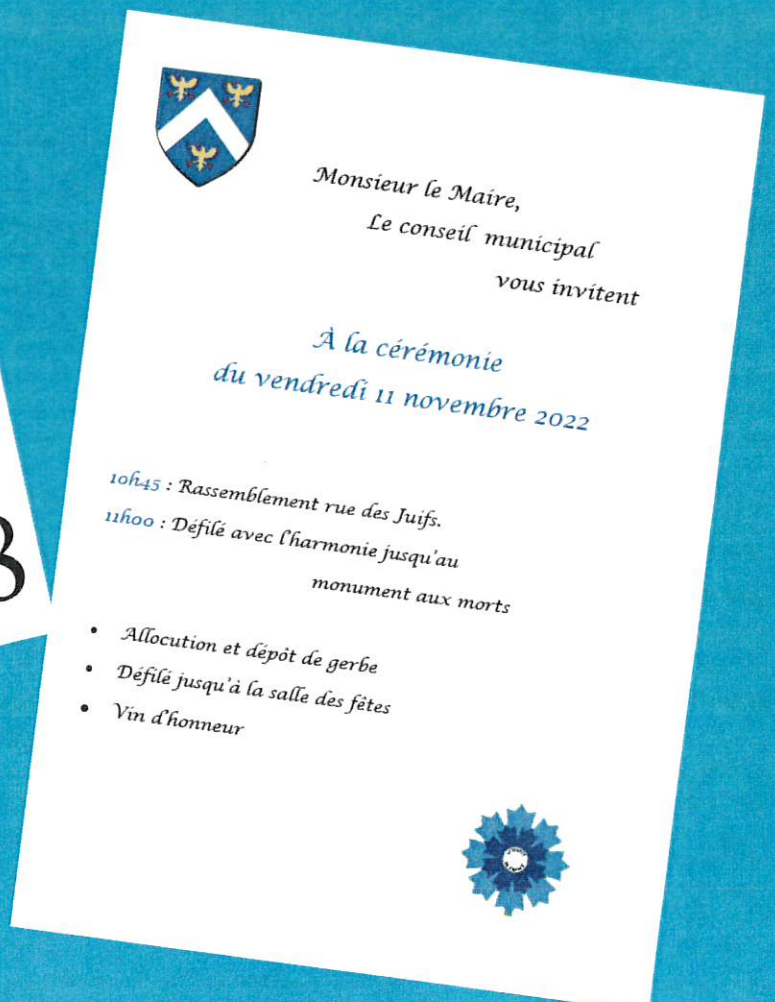 Monsieur le Maire,
Le conseil municipal
vous invitent
À la cérémonie
du vendredi 11 novembre 2022
10h45 : Rassemblement rue des Juifs.
11h00 : Défilé avec l'harmonie jusqu'au
monument aux morts
• Allocution et dépôt de gerbe
• Défilé jusqu'à la salle des fêtes
• Vin d'honneur